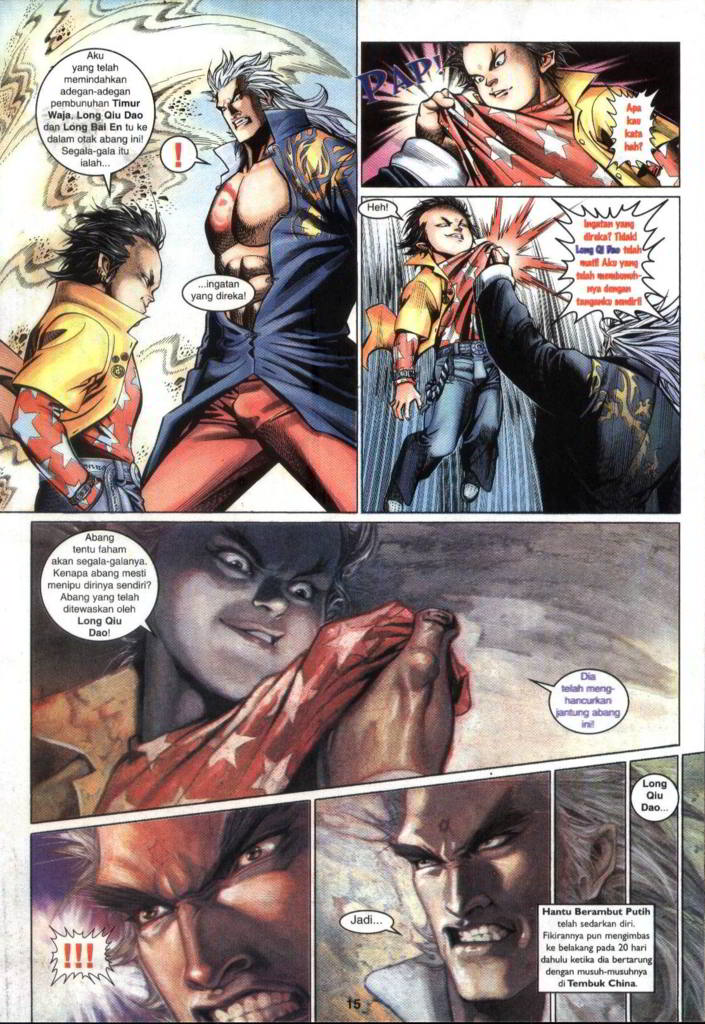 Aku
yang telah
memindahkan
adegan-adegan
pembunuhan Timur
Waja, Long Qiu Dao
dan Long Bai En tu ke
dalam otak abang ini!
Segala-gala itu
ialah...
!
...ingatan
yang direka!
PAP!
Apa
kau
kata
hah?
Heh!
Ingatan yang
direka? Tidak!
Long Qi Dao telah
mati! Aku yang
telah membunuh-
nya dengan
tanganku sendiri!
Abang
tentu faham
akan segala-galanya.
Kenapa abang mesti
menipu dirinya sendiri?
Abang yang telah
ditewaskan oleh
Long Qiu
Dao!
Dia
telah meng-
hancurkan
jantung abang
ini!
!!!
Jadi...
Long
Qiu
Dao...
Hantu Berambut Putih
telah sedarkan diri.
Fikirannya pun mengimbas
ke belakang pada 20 hari
dahulu ketika dia bertarung
dengan musuh-musuhnya
di Tembuk China.
15